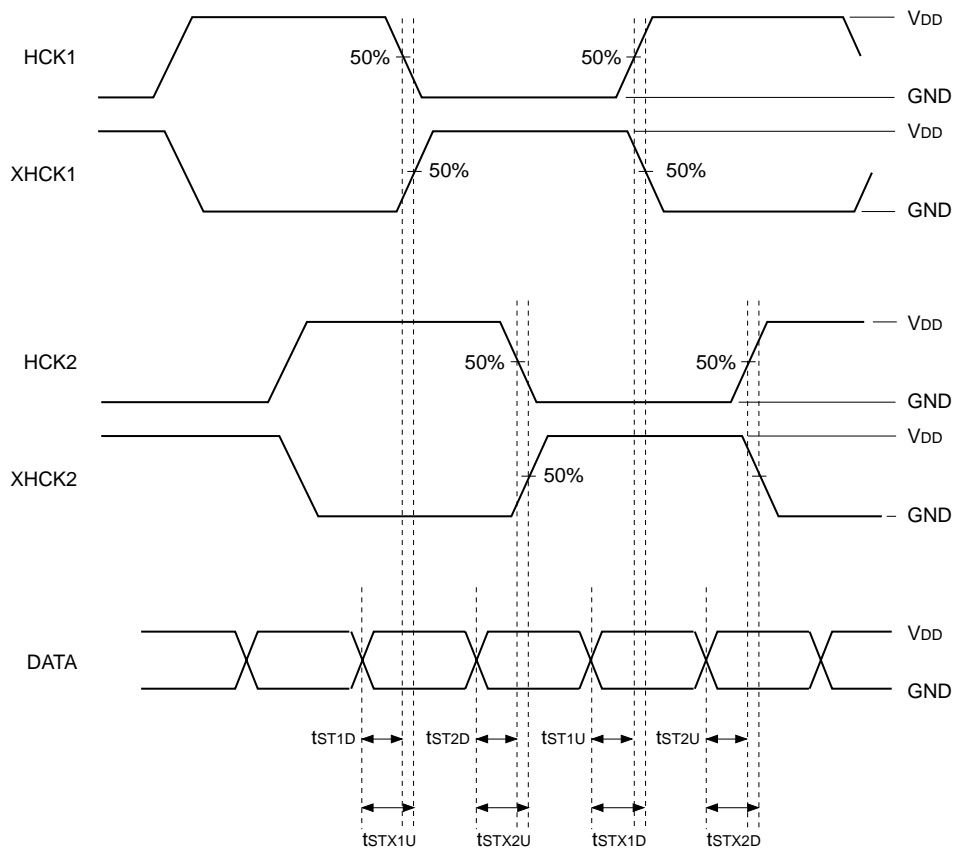 VDD
HCK1
50%
50%
GND
VDD
XHCK1
50%
50%
GND
VDD
HCK2
50%
50%
GND
VDD
XHCK2
50%
GND
VDD
DATA
GND
tST1D
tST2D
tST1U
tST2U
tSTX1U
tSTX2U
tSTX1D
tSTX2D